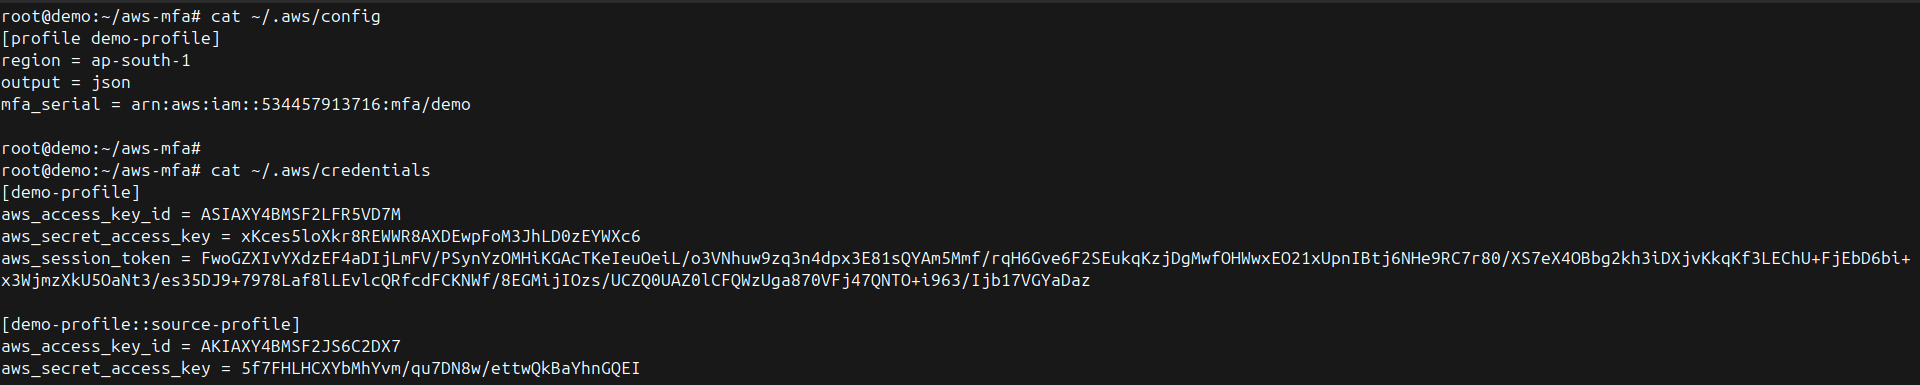 root@demo:~/aws-mfa# cat ~/.aws/config
[profile demo-profile]
region = ap-south-1
output = json
mfa_serial = arn:aws:iam::534457913716:mfa/demo
root@demo:~/aws-mfa#
root@demo:~/aws-mfa# cat ~/.aws/credentials
[demo-profile]
aws_access_key_id = ASIAXY4BMSF2LFR5VD7M
aws_secret_access_key = xKces5loXkr8REWWR8AXDEwpFoM3JhLD0zEYWXc6
aws_session_token = FwoGZXIvYXdzEF4aDIjLmFV/PSynYzOMHiKGAcTKeIeuOeiL/o3VNhuw9zq3n4dpx3E81sQYAm5Mmf/rqH6Gve6F2SEukqKzjDgMwfOHWwxEO21xUpnIBtj6NHe9RC7r80/XS7eX4OBbg2kh3iDXjvKkqKf3LEChU+FjEbD6bi+
x3WjmzXkU5OaNt3/es35DJ9+7978Laf8lLEvlcQRfcdFCKNWf/8EGMijIOzs/UCZQ0UAZ0lCFQWzUga870VFj47QNTO+i963/Ijb17VGYaDaz
[demo-profile::source-profile]
aws_access_key_id = AKIAXY4BMSF2JS6C2DX7
aws_secret_access_key = 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